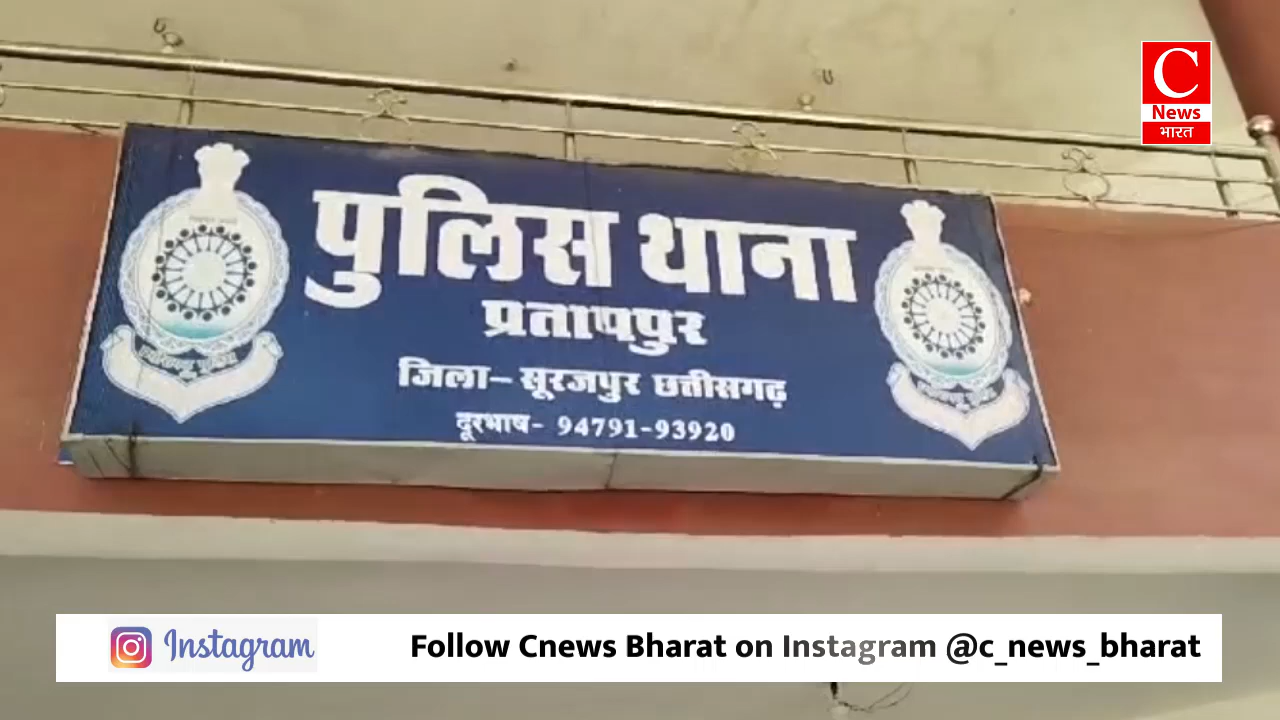 C
News
भारत
पुलिस थाना
प्रतापपुर
जिला- सूरजपुर छत्तीसगढ़
दूरभाष- 94791-93920
Instagram
Follow Cnews Bharat on Instagram @c_news_bharat